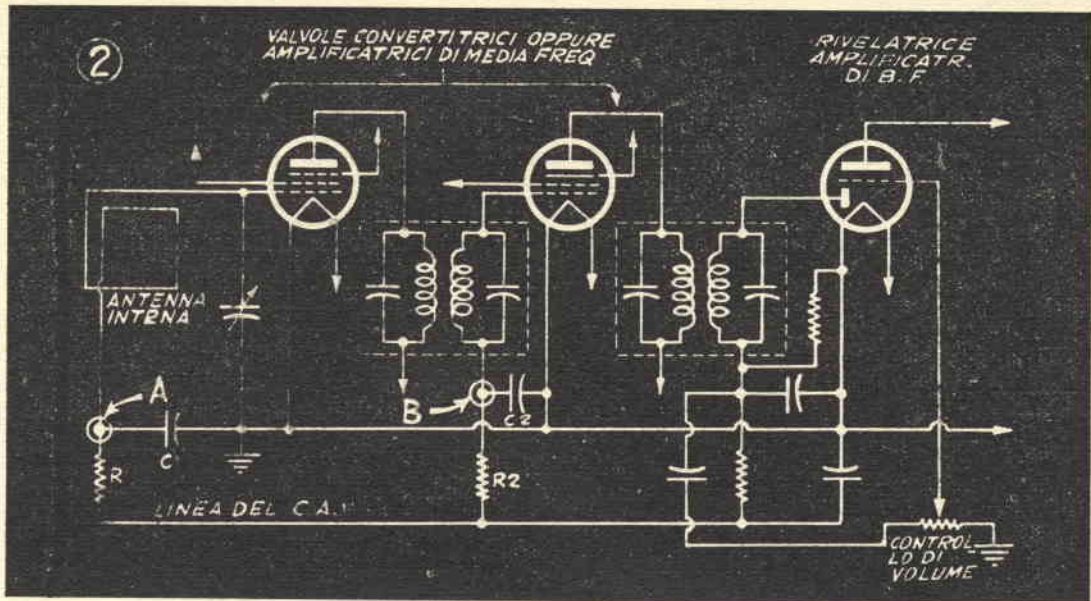 2
VALVOLE CONVERTITRICI OPPURE
AMPLIFICATRICI DI MEDIA FREQ
RIVELATRICE
AMPLIFICATR.
DI B. F.
ANTENNA
INTRNA
A
B
C
C2
R
R2
LINEA DEL C A.V
CONTROL
LO DI
VOLUME